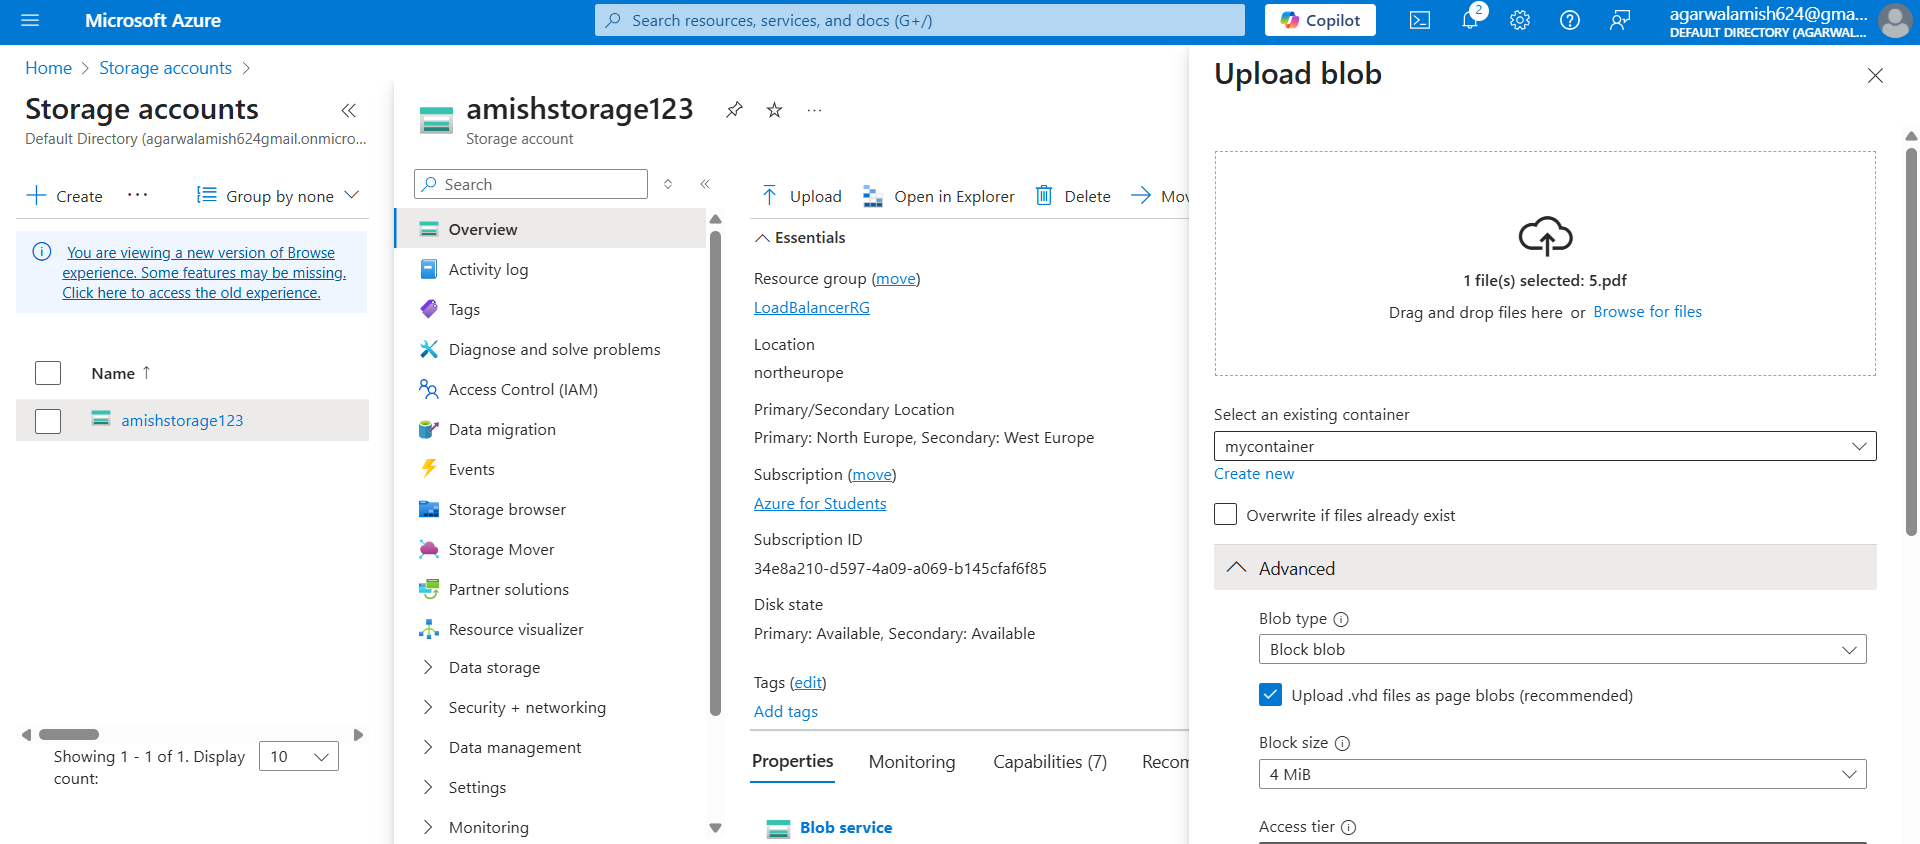 Microsoft Azure
Search resources, services, and docs (G+/)
Copilot
2
agarwalamish624@gma...
DEFAULT DIRECTORY (AGARWAL...
Home > Storage accounts >
Storage accounts
Default Directory (agarwalamish624gmail.onmicro...
Create
Group by none
You are viewing a new version of Browse
experience. Some features may be missing.
Click here to access the old experience.
Name ↑
amishstorage123
Showing 1 - 1 of 1. Display
count:
10
amishstorage123
Storage account
Search
Overview
Activity log
Tags
Diagnose and solve problems
Access Control (IAM)
Data migration
Events
Storage browser
Storage Mover
Partner solutions
Resource visualizer
Data storage
Security + networking
Data management
Settings
Monitoring
Upload
Open in Explorer
Delete
Mov
Essentials
Resource group (move)
LoadBalancerRG
Location
northeurope
Primary/Secondary Location
Primary: North Europe, Secondary: West Europe
Subscription (move)
Azure for Students
Subscription ID
34e8a210-d597-4a09-a069-b145cfaf6f85
Disk state
Primary: Available, Secondary: Available
Tags (edit)
Add tags
Properties
Monitoring
Capabilities (7)
Recom
Blob service
Upload blob
1 file(s) selected: 5.pdf
Drag and drop files here or Browse for files
Select an existing container
mycontainer
Create new
Overwrite if files already exist
Advanced
Blob type
Block blob
Upload .vhd files as page blobs (recommended)
Block size
4 MiB
Access tier